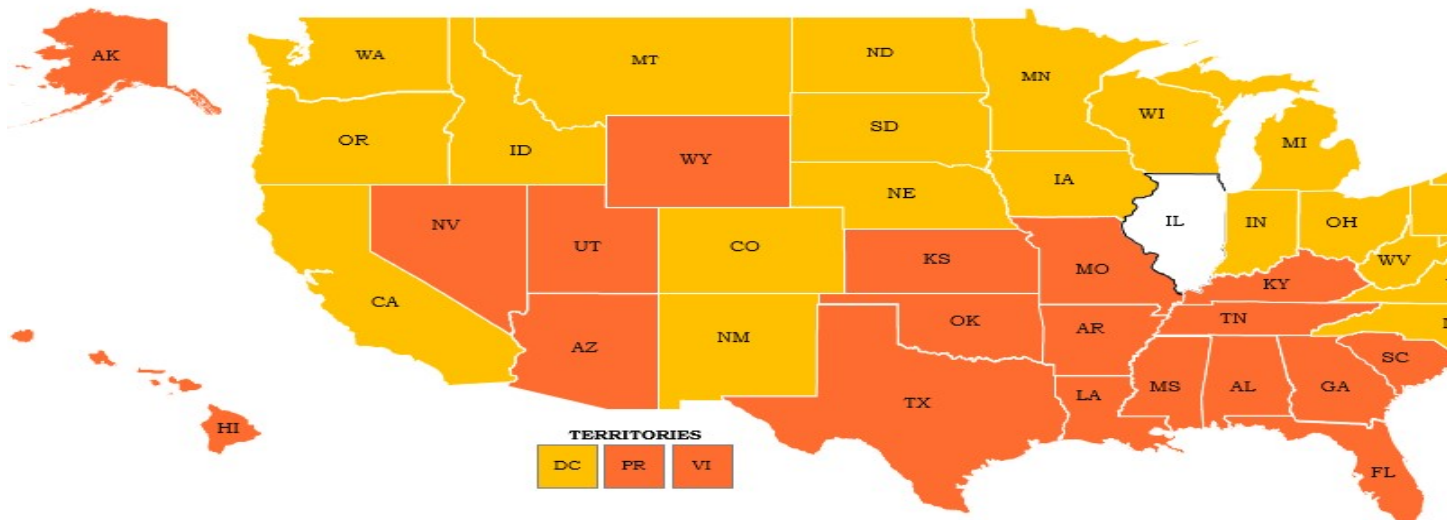 AK
WA
MT
ND
MN
OR
ID
SD
WI
MI
WY
NE
IA
NV
UT
CO
IL
IN
OH
WV
KS
MO
KY
CA
AZ
NM
OK
AR
TN
TX
LA
MS
AL
GA
SC
HI
FL
TERRITORIES
DC
PR
VI